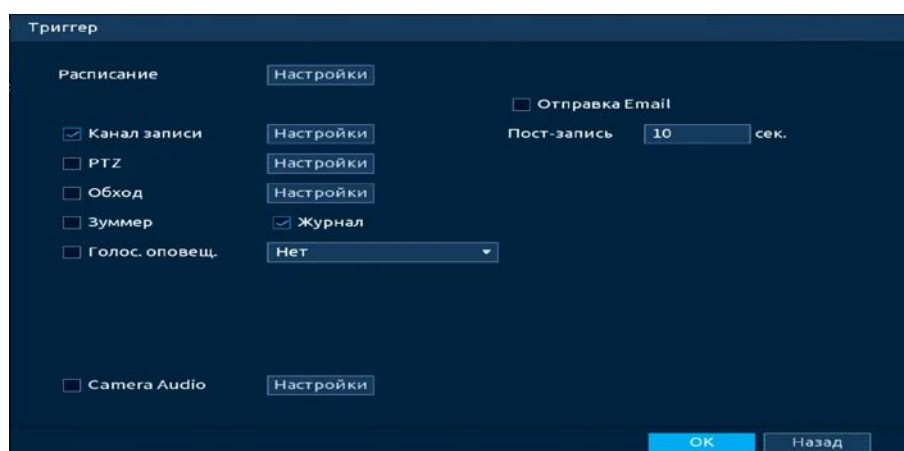 Триггер
Расписание Настройки
Отправка Email
Канал записи Настройки Пост-запись 10 сек.
PTZ Настройки
Обход Настройки
Зуммер Журнал
Голос. оповещ. Нет
Camera Audio Настройки
OK Назад